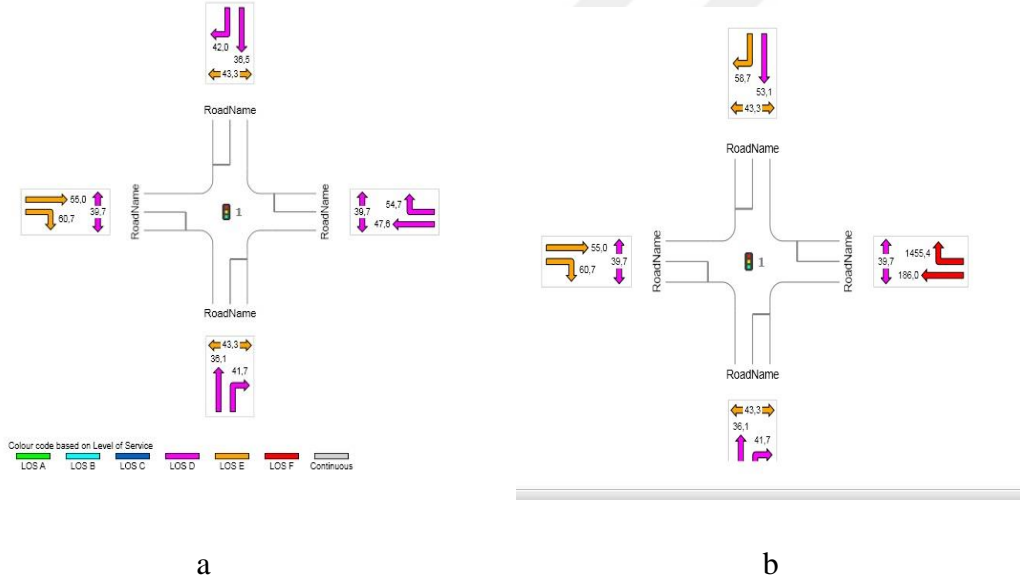 42,0
36,5
43,3
RoadName
RoadName
55,0
60,7
39,7
1
RoadName
39,7
54,7
47,6
RoadName
43,3
36,1
41,7
Colour code based on Level of Service
LOS A LOS B LOS C LOS D LOS E LOS F Continuous
a
58,7
53,1
43,3
RoadName
55,0
60,7
39,7
RoadName
1
RoadName
39,7
1455,4
186,0
RoadName
43,3
36,1
41,7
b